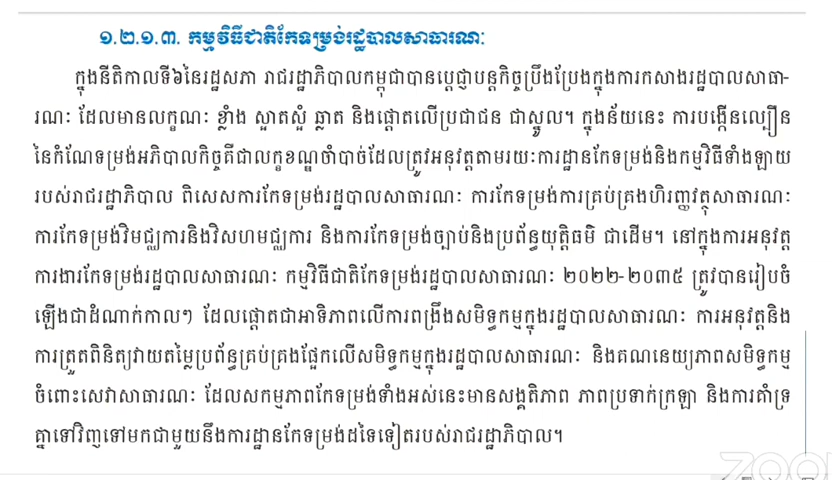 ១.២.១.៣. កម្មវិធីជាតិកែទម្រង់រដ្ឋបាលសាធារណៈ
ក្នុងនីតិកាលទី៦នៃរដ្ឋសភា រាជរដ្ឋាភិបាលកម្ពុជាបានប្តេជ្ញាបន្តកិច្ចប្រឹងប្រែងក្នុងការកសាងរដ្ឋបាលសាធា-
រណៈ ដែលមានលក្ខណៈ ខ្លាំង ស្អាតស្អំ ឆ្លាត និងផ្តោតលើប្រជាជន ជាស្នូល។ ក្នុងន័យនេះ ការបង្កើនល្បឿន
នៃកំណែទម្រង់អភិបាលកិច្ចគឺជាលក្ខខណ្ឌចាំបាច់ដែលត្រូវអនុវត្តតាមរយៈការដ្ឋានកែទម្រង់និងកម្មវិធីទាំងឡាយ
របស់រាជរដ្ឋាភិបាល ពិសេសការកែទម្រង់រដ្ឋបាលសាធារណៈ ការកែទម្រង់ការគ្រប់គ្រងហិរញ្ញវត្ថុសាធារណៈ
ការកែទម្រង់វិមជ្ឈការនិងវិសហមជ្ឈការ និងការកែទម្រង់ច្បាប់និងប្រព័ន្ធយុត្តិធម៌ ជាដើម។ នៅក្នុងការអនុវត្ត
ការងារកែទម្រង់រដ្ឋបាលសាធារណៈ កម្មវិធីជាតិកែទម្រង់រដ្ឋបាលសាធារណៈ ២០២២-២០៣៥ ត្រូវបានរៀបចំ
ឡើងជាដំណាក់កាលៗ ដែលផ្តោតជាអាទិភាពលើការពង្រឹងសមិទ្ធកម្មក្នុងរដ្ឋបាលសាធារណៈ ការអនុវត្តនិង
ការត្រួតពិនិត្យវាយតម្លៃប្រព័ន្ធគ្រប់គ្រងផ្អែកលើសមិទ្ធកម្មក្នុងរដ្ឋបាលសាធារណៈ និងគណនេយ្យភាពសមិទ្ធកម្ម
ចំពោះសេវាសាធារណៈ ដែលសកម្មភាពកែទម្រង់ទាំងអស់នេះមានសង្គតិភាព ភាពប្រទាក់ក្រឡា និងការគាំទ្រ
គ្នាទៅវិញទៅមកជាមួយនឹងការដ្ឋានកែទម្រង់ដទៃទៀតរបស់រាជរដ្ឋាភិបាល។